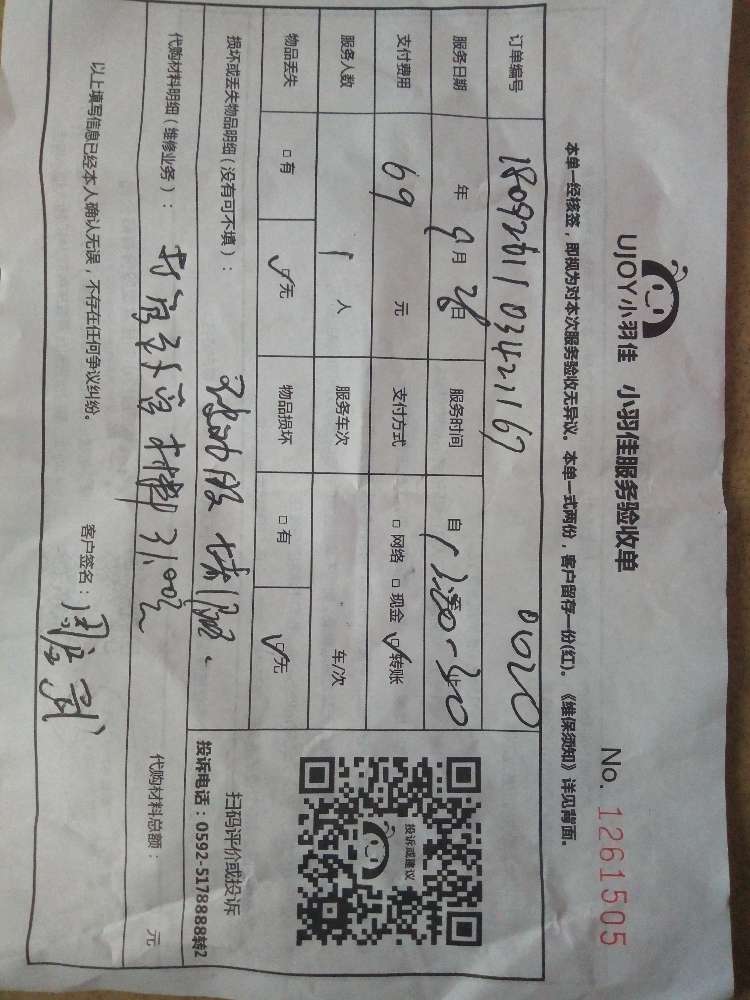 UJOY小羽佳 小羽佳服务验收单
No. 1261505
本单一经核签，即视为对本次服务验收无异议。本单一式两份，客户留存一份(红)。《维保须知》详见背面。
订单编号
服务日期 年 9月 26日 服务时间 自
支付费用 69 元 支付方式 □网络 □现金 ☑转账
服务人数 1 人 服务车次 车/次
物品丢失 □有 ☑无 物品损坏 □有 ☑无
损坏或丢失物品明细（没有可不填）：
代购材料明细（维修业务）：
代购材料总额： 元
以上填写信息已经本人确认无误，不存在任何争议纠纷。 客户签名：
投诉或建议
扫码评价或投诉
投诉电话：0592-5178888转2